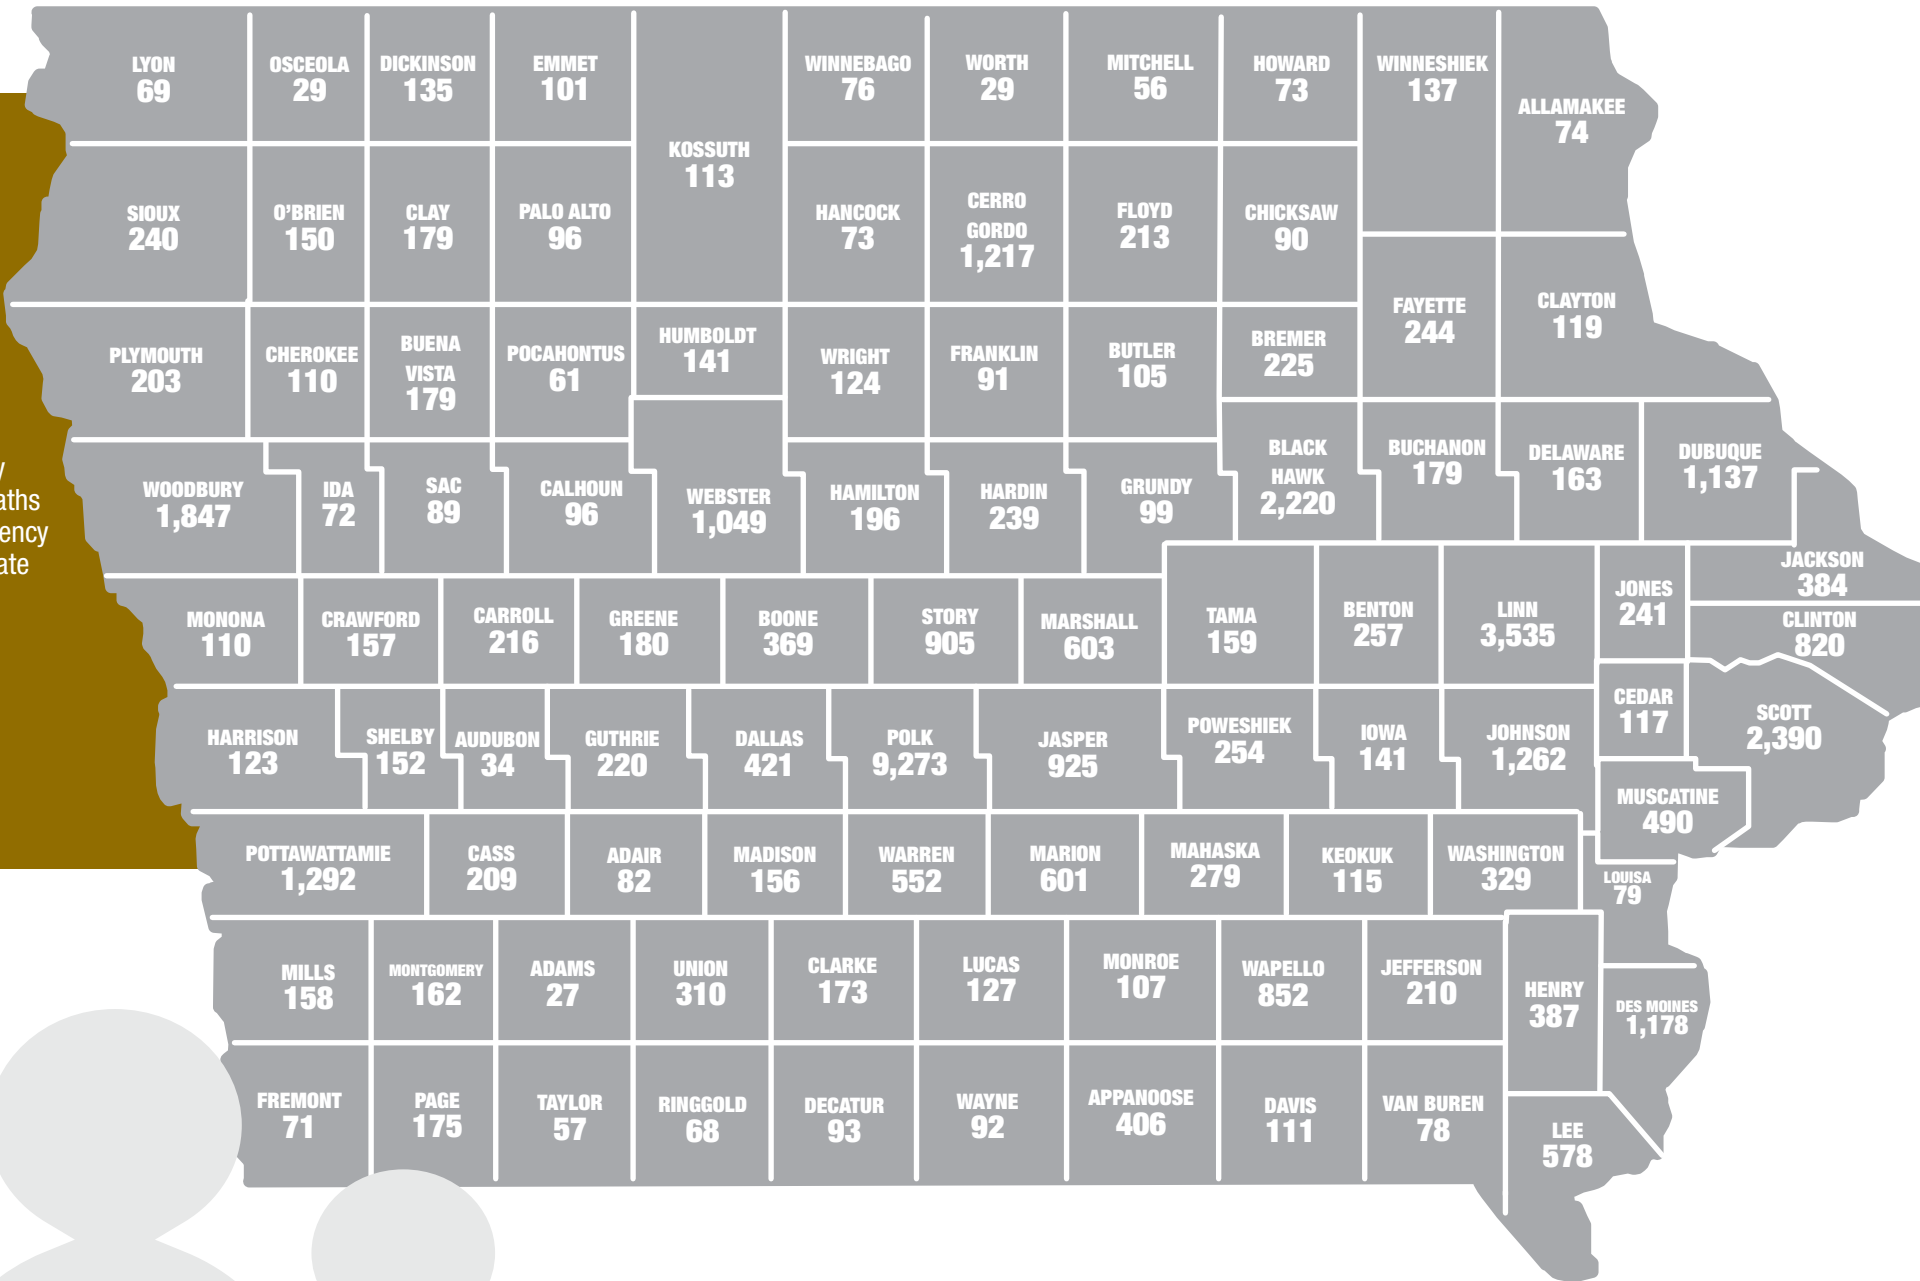 LYON
69
OSCEOLA
29
DICKINSON
135
EMMET
101
KOSSUTH
113
WINNEBAGO
76
WORTH
29
MITCHELL
56
HOWARD
73
WINNESHIEK
137
ALLAMAKEE
74
SIOUX
240
O'BRIEN
150
CLAY
179
PALO ALTO
96
HANCOCK
73
CERRO
GORDO
1,217
FLOYD
213
CHICKSAW
90
FAYETTE
244
CLAYTON
119
PLYMOUTH
203
CHEROKEE
110
BUENA
VISTA
179
POCAHONTUS
61
HUMBOLDT
141
WRIGHT
124
FRANKLIN
91
BUTLER
105
BREMER
225
WOODBURY
1,847
IDA
72
SAC
89
CALHOUN
96
WEBSTER
1,049
HAMILTON
196
HARDIN
239
GRUNDY
99
BLACK
HAWK
2,220
BUCHANON
179
DELAWARE
163
DUBUQUE
1,137
MONONA
110
CRAWFORD
157
CARROLL
216
GREENE
180
BOONE
369
STORY
905
MARSHALL
603
TAMA
159
BENTON
257
LINN
3,535
JONES
241
JACKSON
384
CLINTON
820
HARRISON
123
SHELBY
152
AUDUBON
34
GUTHRIE
220
DALLAS
421
POLK
9,273
JASPER
925
POWESHIEK
254
IOWA
141
JOHNSON
1,262
CEDAR
117
SCOTT
2,390
MUSCATINE
490
POTTAWATTAMIE
1,292
CASS
209
ADAIR
82
MADISON
156
WARREN
552
MARION
601
MAHASKA
279
KEOKUK
115
WASHINGTON
329
LOUISA
79
MILLS
158
MONTGOMERY
162
ADAMS
27
UNION
310
CLARKE
173
LUCAS
127
MONROE
107
WAPELLO
852
JEFFERSON
210
HENRY
387
DES MOINES
1,178
FREMONT
71
PAGE
175
TAYLOR
57
RINGGOLD
68
DECATUR
93
WAYNE
92
APPANOOSE
406
DAVIS
111
VAN BUREN
78
LEE
578